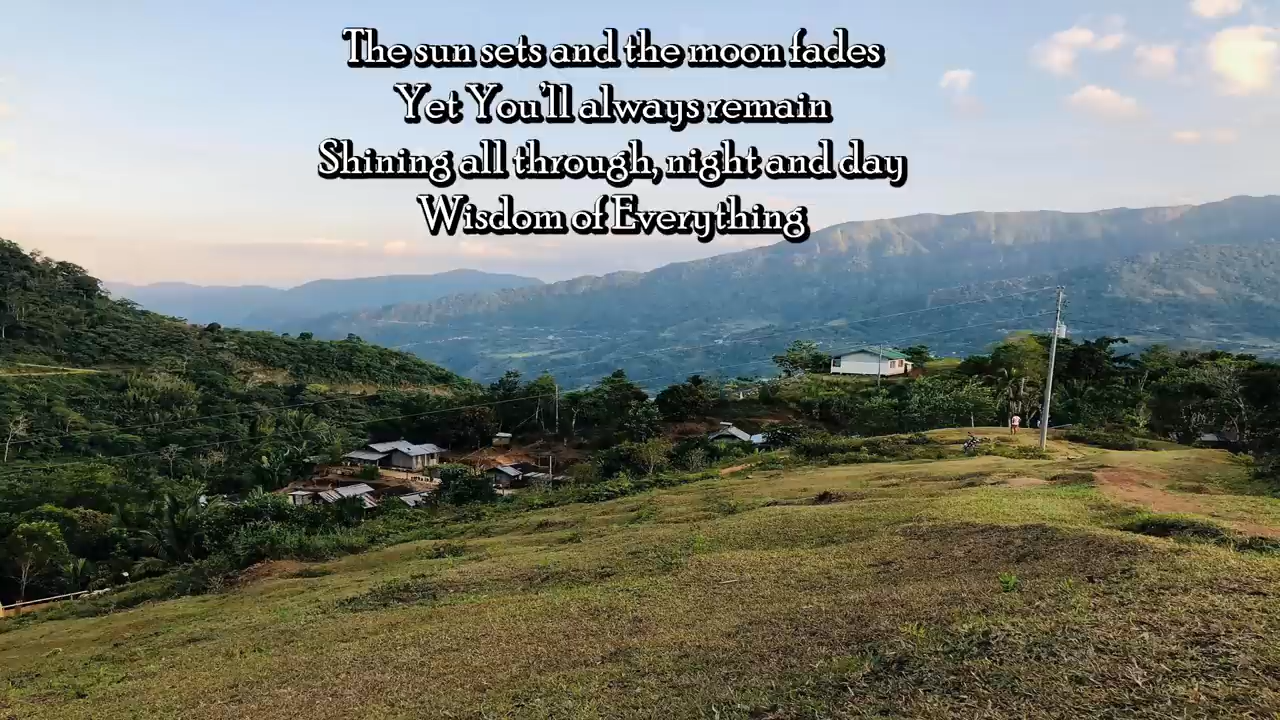 The sun sets and the moon fades
Yet You'll always remain
Shining all through, night and day
Wisdom of Everything